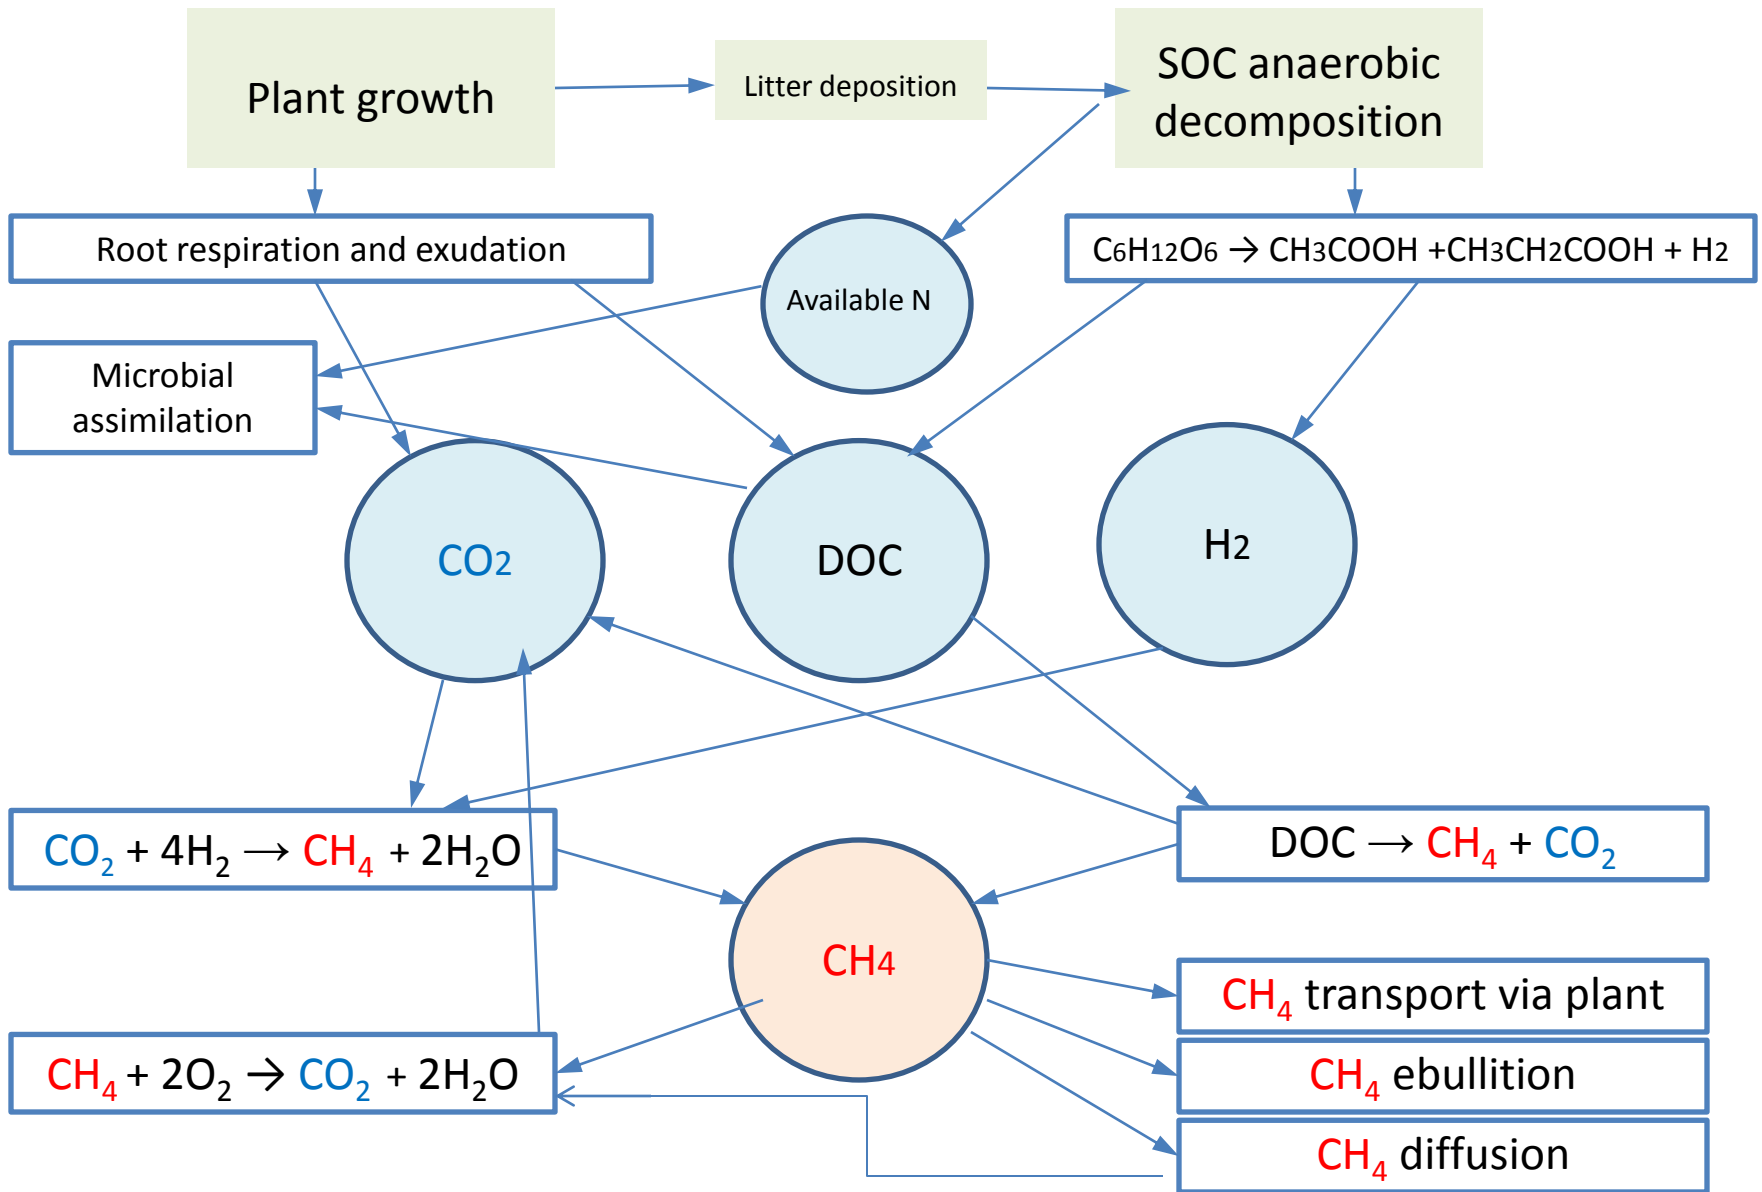 Plant growth
Litter deposition
SOC anaerobic
decomposition
Root respiration and exudation
Available N
C6H12O6 → CH3COOH +CH3CH2COOH + H2
Microbial
assimilation
CO2
DOC
H2
CO₂ + 4H₂ → CH₄ + 2H₂O
DOC → CH₄ + CO₂
CH4
CH₄ transport via plant
CH₄ + 2O₂ → CO₂ + 2H₂O
CH₄ ebullition
CH₄ diffusion